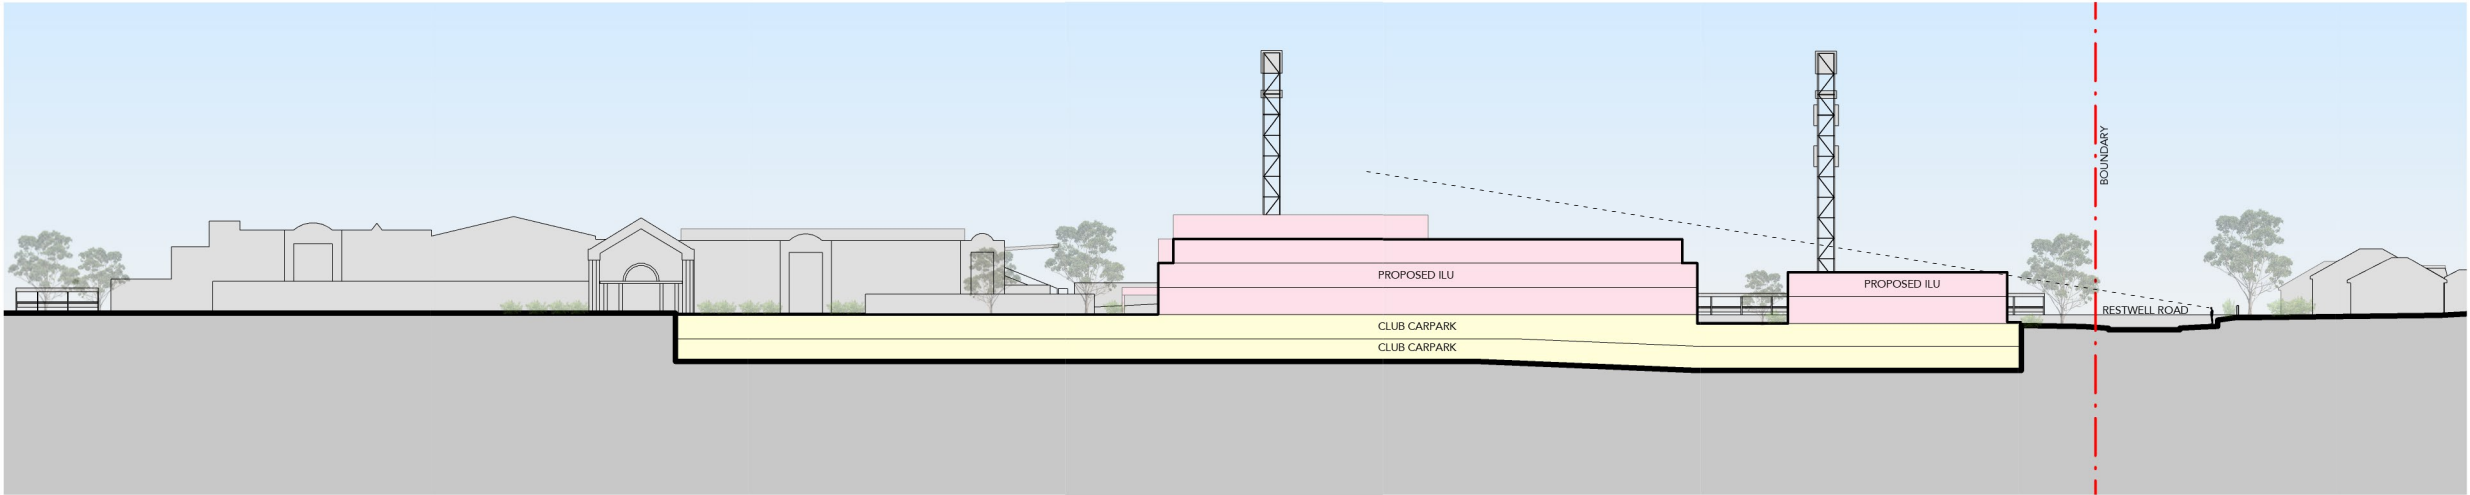 BOUNDARY
PROPOSED ILU
PROPOSED ILU
RESTWELL ROAD
CLUB CARPARK
CLUB CARPARK